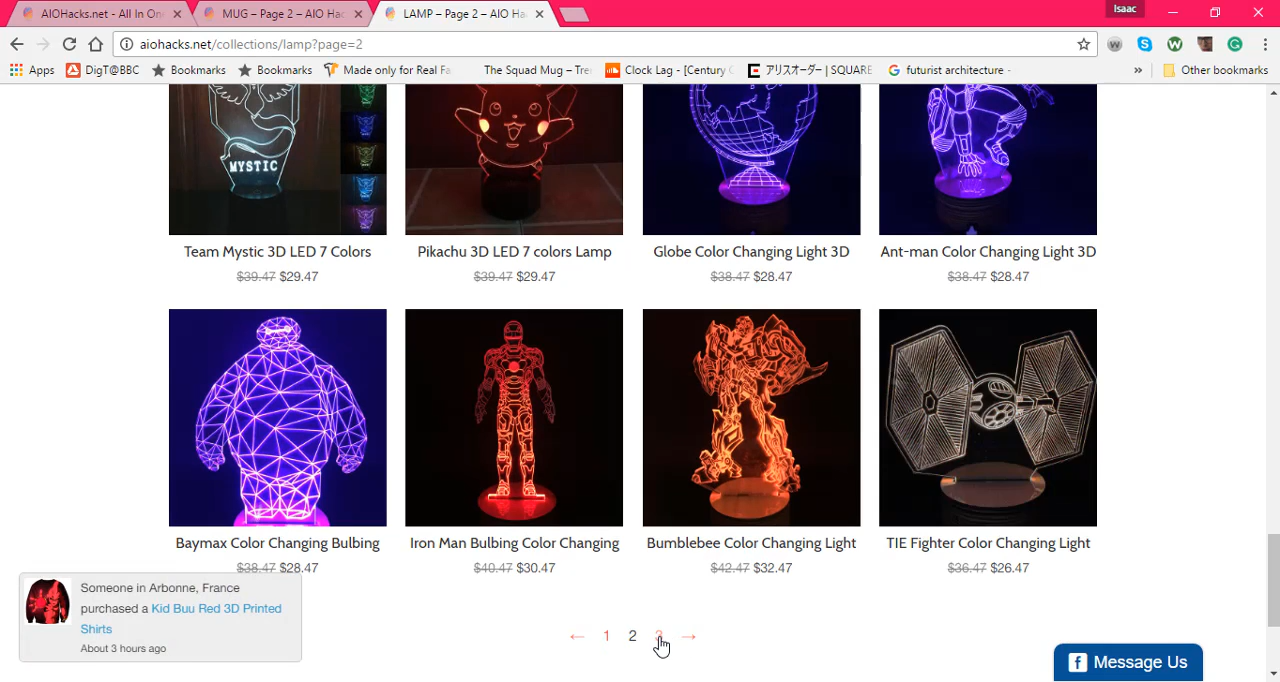 AIOHacks.net - All In On
MUG – Page 2 – AIO Ha
LAMP – Page 2 – AIO Ha
Isaac
aiohacks.net/collections/lamp?page=2
Apps
DigT@BBC
Bookmarks
Bookmarks
Made only for Real Fa
The Squad Mug – Tre
Clock Lag - [Century
アリスオーダー | SQUARE
futurist architecture -
»
Other bookmarks
MYSTIC
Team Mystic 3D LED 7 Colors
Pikachu 3D LED 7 colors Lamp
Globe Color Changing Light 3D
Ant-man Color Changing Light 3D
$39.47 $29.47
$39.47 $29.47
$38.47 $28.47
$38.47 $28.47
Baymax Color Changing Bulbing
Iron Man Bulbing Color Changing
Bumblebee Color Changing Light
TIE Fighter Color Changing Light
$38.47 $28.47
$40.47 $30.47
$42.47 $32.47
$36.47 $26.47
Someone in Arbonne, France
purchased a Kid Buu Red 3D Printed
Shirts
About 3 hours ago
← 1 2 3 →
Message Us